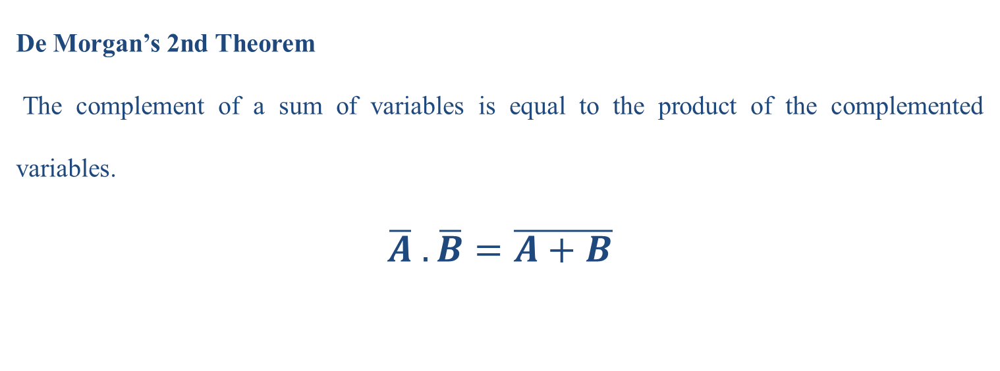 De Morgan’s 2nd Theorem
The complement of a sum of variables is equal to the product of the complemented
variables.
A̅ . B̅ = A̅ ̅+̅ ̅B̅